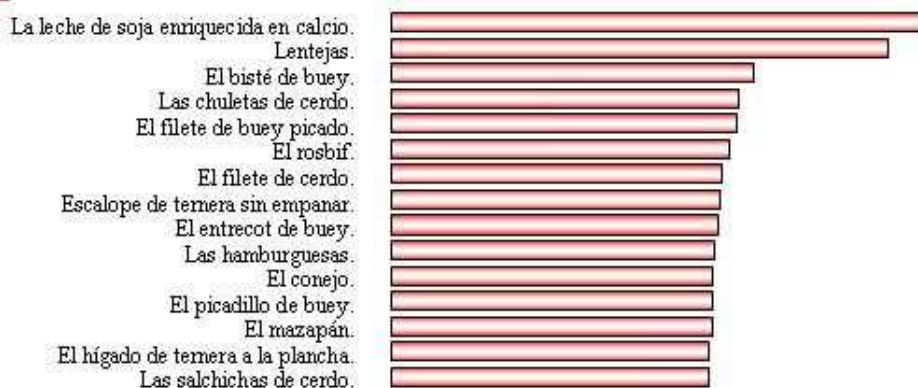 La leche de soja enriquecida en calcio.
Lentejas.
El bisté de buey.
Las chuletas de cerdo.
El filete de buey picado.
El rosbif.
El filete de cerdo.
Escalope de ternera sin empanar.
El entrecot de buey.
Las hamburguesas.
El conejo.
El picadillo de buey.
El mazapán.
El hígado de ternera a la plancha.
Las salchichas de cerdo.